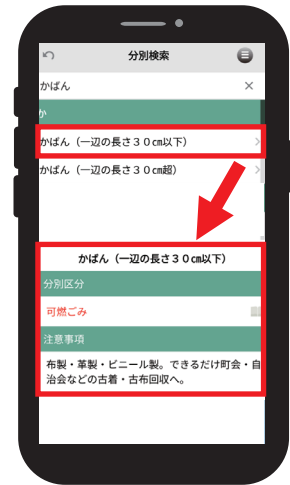 分別検索
かばん
か
かばん（一辺の長さ３０㎝以下）
かばん（一辺の長さ３０㎝超）
かばん（一辺の長さ３０㎝以下）
分別区分
可燃ごみ
注意事項
布製・革製・ビニール製。できるだけ町会・自
治会などの古着・古布回収へ。